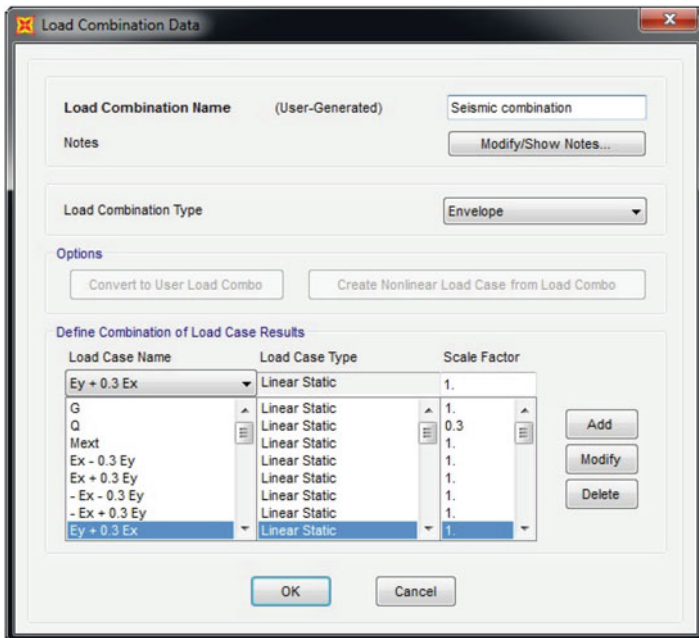 Load Combination Data
Load Combination Name (User-Generated) Seismic combination
Notes Modify/Show Notes...
Load Combination Type Envelope
Options
Convert to User Load Combo Create Nonlinear Load Case from Load Combo
Define Combination of Load Case Results
Load Case Name Load Case Type Scale Factor
Ey + 0.3 Ex Linear Static 1.
G Linear Static 1.
Q Linear Static 0.3
Mext Linear Static 1.
Ex - 0.3 Ey Linear Static 1.
Ex + 0.3 Ey Linear Static 1.
- Ex - 0.3 Ey Linear Static 1.
- Ex + 0.3 Ey Linear Static 1.
Ey + 0.3 Ex Linear Static 1.
Add
Modify
Delete
OK Cancel